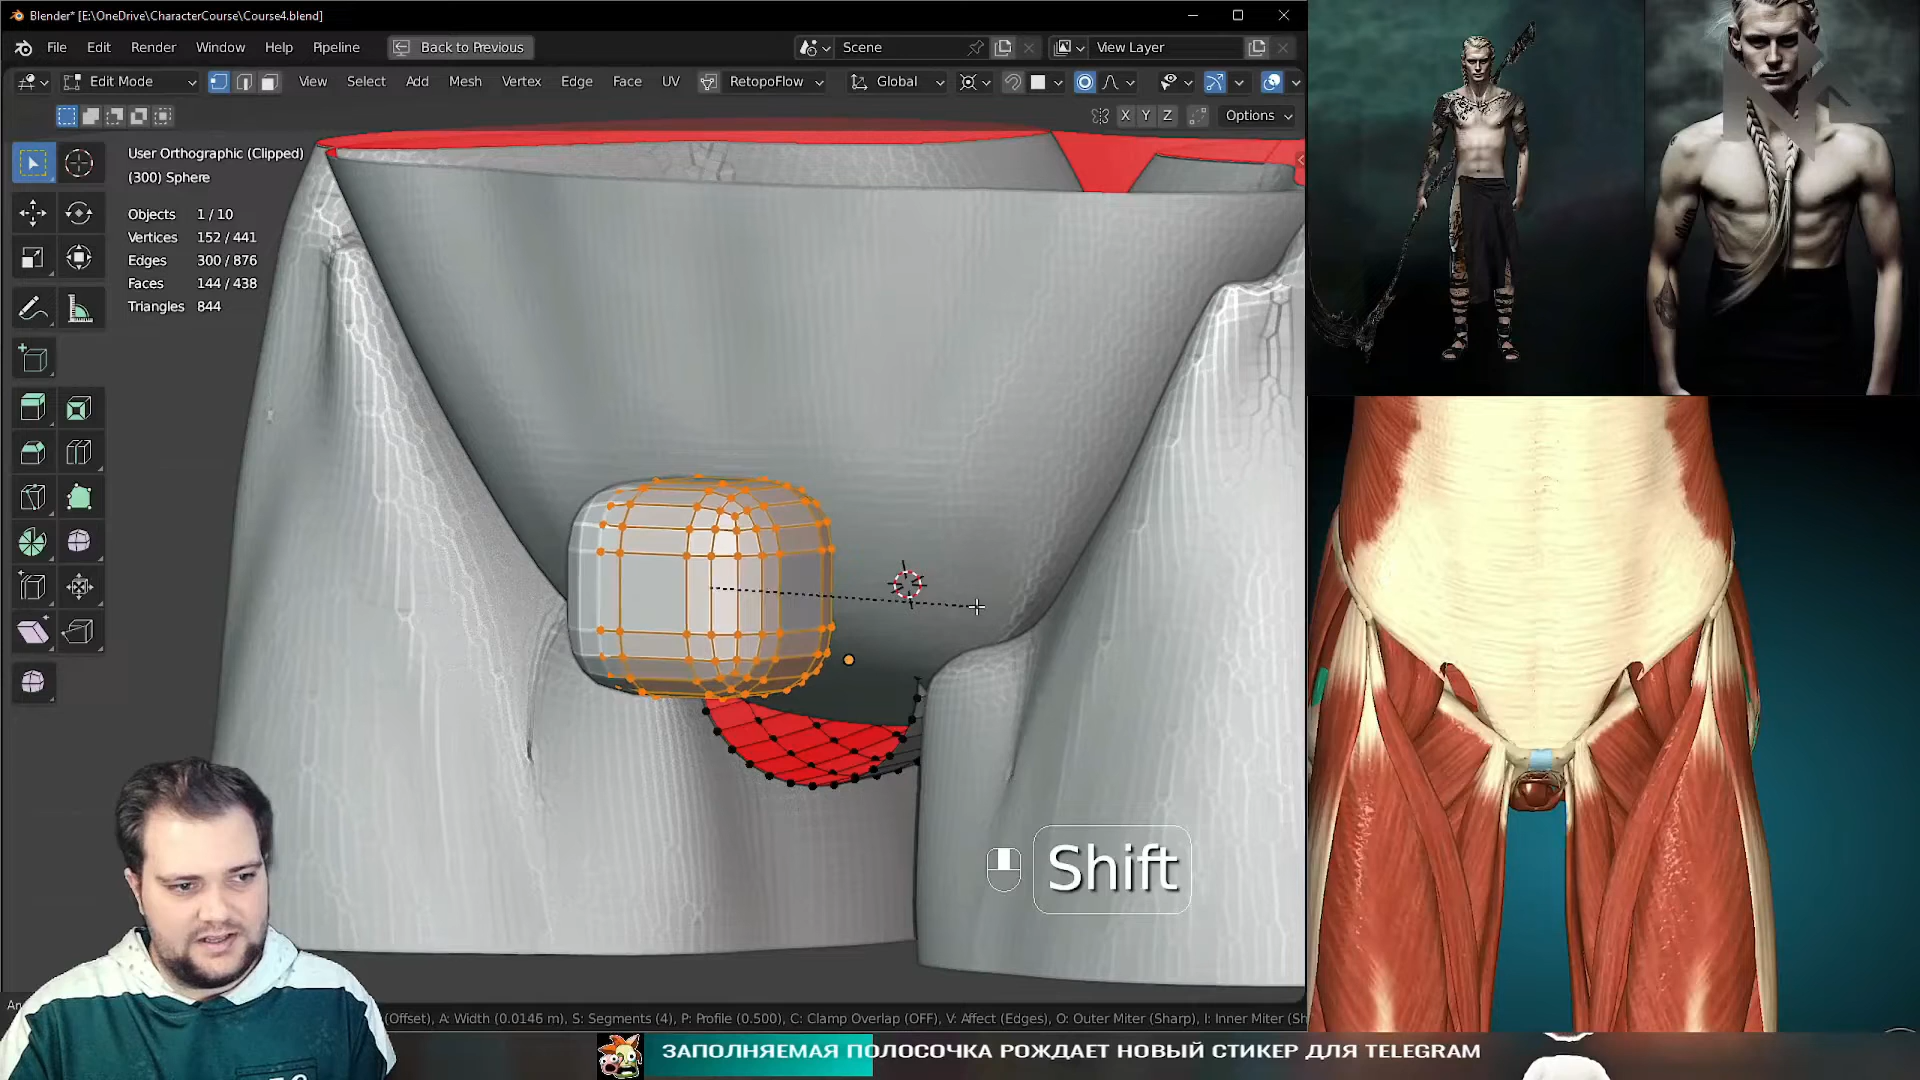 Blender* [E:\OneDrive\CharacterCourse\Course4.blend]
File Edit Render Window Help Pipeline Back to Previous Scene View Layer
Edit Mode View Select Add Mesh Vertex Edge Face UV RetopoFlow Global
X Y Z Options
User Orthographic (Clipped)
(300) Sphere
Objects 1 / 10
Vertices 152 / 441
Edges 300 / 876
Faces 144 / 438
Triangles 844
Shift
(Offset), A: Width (0.0146 m), S: Segments (4), P: Profile (0.500), C: Clamp Overlap (OFF), V: Affect (Edges), O: Outer Miter (Sharp), I: Inner Miter (Sh
ЗАПОЛНЯЕМАЯ ПОЛОСОЧКА РОЖДАЕТ НОВЫЙ СТИКЕР ДЛЯ TELEGRAM